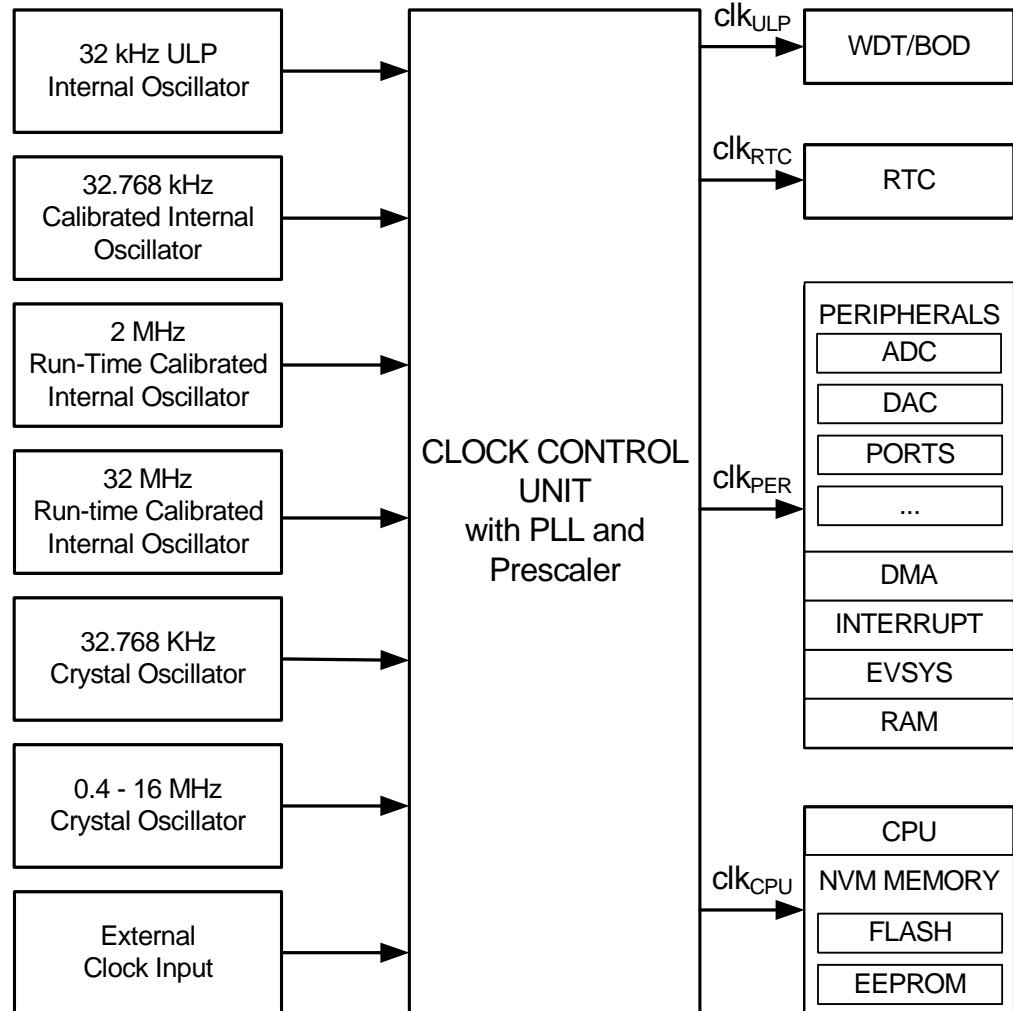 32 kHz ULP
Internal Oscillator
32.768 kHz
Calibrated Internal
Oscillator
2 MHz
Run-Time Calibrated
Internal Oscillator
32 MHz
Run-time Calibrated
Internal Oscillator
32.768 KHz
Crystal Oscillator
0.4 - 16 MHz
Crystal Oscillator
External
Clock Input
CLOCK CONTROL
UNIT
with PLL and
Prescaler
clkULP
clkRTC
clkPER
clkCPU
WDT/BOD
RTC
PERIPHERALS
ADC
DAC
PORTS
...
DMA
INTERRUPT
EVSYS
RAM
CPU
NVM MEMORY
FLASH
EEPROM